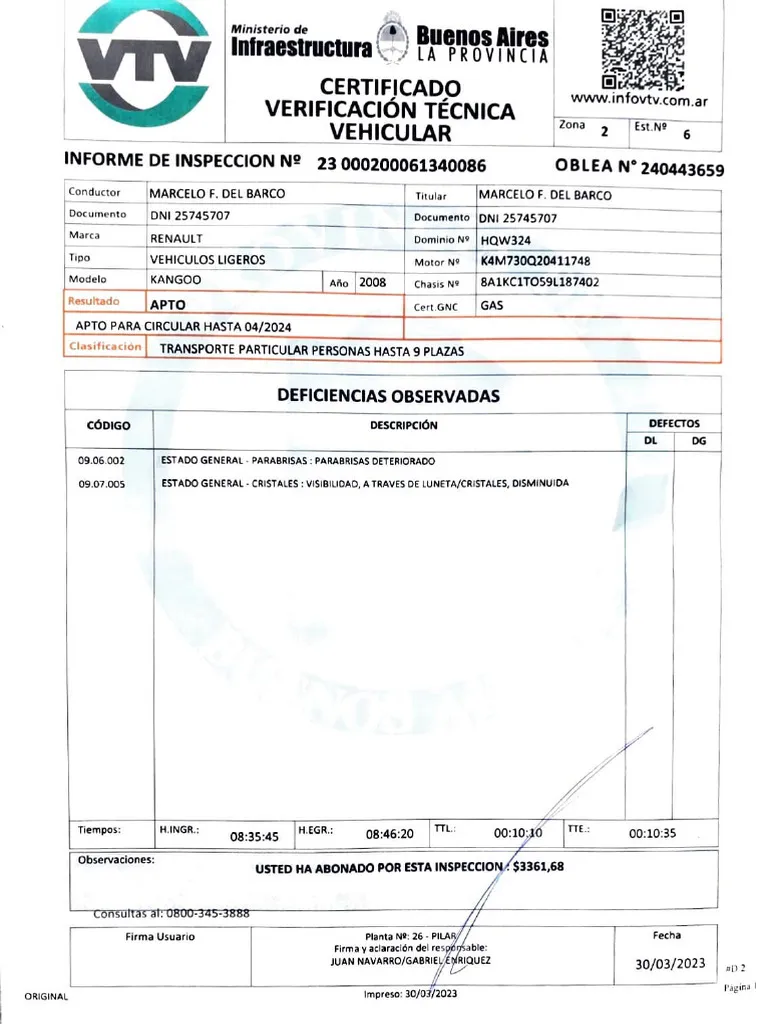 VTV
Ministerio de
Infraestructura
Buenos Aires
LA PROVINCIA
CERTIFICADO
VERIFICACIÓN TÉCNICA
VEHICULAR
www.infovtv.com.ar
Zona 2 Est.Nº 6
INFORME DE INSPECCION Nº 23 000200061340086 OBLEA N° 240443659
Conductor MARCELO F. DEL BARCO Titular MARCELO F. DEL BARCO
Documento DNI 25745707 Documento DNI 25745707
Marca RENAULT Dominio Nº HQW324
Tipo VEHICULOS LIGEROS Motor Nº K4M730Q20411748
Modelo KANGOO Año 2008 Chasis Nº 8A1KC1TO59L187402
Resultado APTO Cert.GNC GAS
APTO PARA CIRCULAR HASTA 04/2024
Clasificación TRANSPORTE PARTICULAR PERSONAS HASTA 9 PLAZAS
DEFICIENCIAS OBSERVADAS
CÓDIGO DESCRIPCIÓN DEFECTOS
DL DG
09.06.002 ESTADO GENERAL - PARABRISAS : PARABRISAS DETERIORADO
09.07.005 ESTADO GENERAL - CRISTALES : VISIBILIDAD, A TRAVES DE LUNETA/CRISTALES, DISMINUIDA
Tiempos: H.INGR.: 08:35:45 H.EGR.: 08:46:20 TTL.: 00:10:10 TTE.: 00:10:35
Observaciones:
USTED HA ABONADO POR ESTA INSPECCION : $3361,68
Consultas al: 0800-345-3888
Firma Usuario Planta Nº: 26 - PILAR Fecha
Firma y aclaración del responsable:
JUAN NAVARRO/GABRIEL ENRIQUEZ 30/03/2023
#D 2
Página 1
ORIGINAL Impreso: 30/03/2023